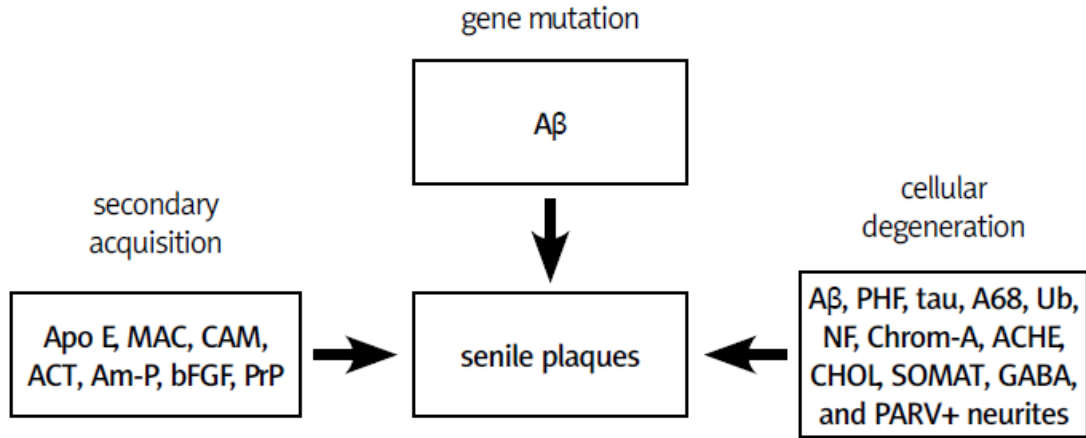 gene mutation
Aβ
secondary
acquisition
cellular
degeneration
Apo E, MAC, CAM,
ACT, Am-P, bFGF, PrP
senile plaques
Aβ, PHF, tau, A68, Ub,
NF, Chrom-A, ACHE,
CHOL, SOMAT, GABA,
and PARV+ neurites